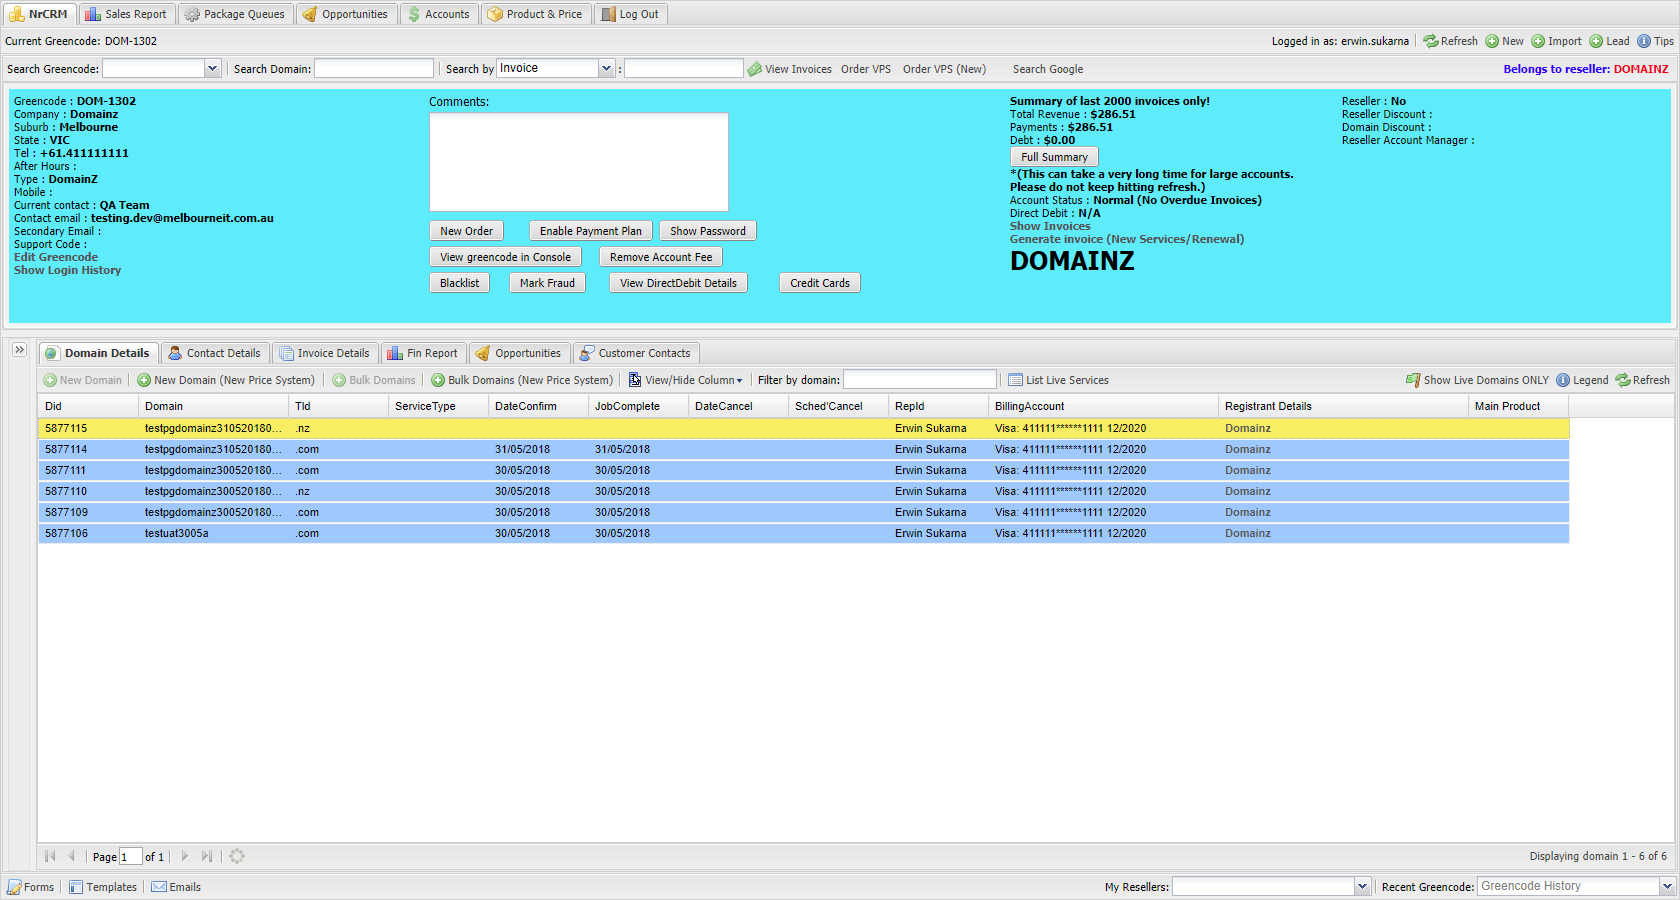 NrCRM Sales Report Package Queues Opportunities Accounts Product & Price Log Out
Current Greencode: DOM-1302 Logged in as: erwin.sukarna Refresh New Import Lead Tips
Search Greencode: Search Domain: Search by Invoice : View Invoices Order VPS Order VPS (New) Search Google Belongs to reseller: DOMAINZ
Greencode : DOM-1302
Company : Domainz
Suburb : Melbourne
State : VIC
Tel : +61.411111111
After Hours :
Type : DomainZ
Mobile :
Current contact : QA Team
Contact email : testing.dev@melbourneit.com.au
Secondary Email :
Support Code :
Edit Greencode
Show Login History
Comments:
New Order Enable Payment Plan Show Password
View greencode in Console Remove Account Fee
Blacklist Mark Fraud View DirectDebit Details Credit Cards
Summary of last 2000 invoices only!
Total Revenue : $286.51
Payments : $286.51
Debt : $0.00
Full Summary
*(This can take a very long time for large accounts.
Please do not keep hitting refresh.)
Account Status : Normal (No Overdue Invoices)
Direct Debit : N/A
Show Invoices
Generate invoice (New Services/Renewal)
DOMAINZ
Reseller : No
Reseller Discount :
Domain Discount :
Reseller Account Manager :
Domain Details Contact Details Invoice Details Fin Report Opportunities Customer Contacts
New Domain New Domain (New Price System) Bulk Domains Bulk Domains (New Price System) View/Hide Column Filter by domain: List Live Services Show Live Domains ONLY Legend Refresh
Did Domain Tld ServiceType DateConfirm JobComplete DateCancel Sched'Cancel RepId BillingAccount Registrant Details Main Product
5877115 testpgdomainz310520180... .nz Erwin Sukarna Visa: 411111******1111 12/2020 Domainz
5877114 testpgdomainz310520180... .com 31/05/2018 31/05/2018 Erwin Sukarna Visa: 411111******1111 12/2020 Domainz
5877111 testpgdomainz300520180... .com 30/05/2018 30/05/2018 Erwin Sukarna Visa: 411111******1111 12/2020 Domainz
5877110 testpgdomainz300520180... .nz 30/05/2018 30/05/2018 Erwin Sukarna Visa: 411111******1111 12/2020 Domainz
5877109 testpgdomainz300520180... .com 30/05/2018 30/05/2018 Erwin Sukarna Visa: 411111******1111 12/2020 Domainz
5877106 testuat3005a .com 30/05/2018 30/05/2018 Erwin Sukarna Visa: 411111******1111 12/2020 Domainz
Page 1 of 1 Displaying domain 1 - 6 of 6
Forms Templates Emails My Resellers: Recent Greencode: Greencode History